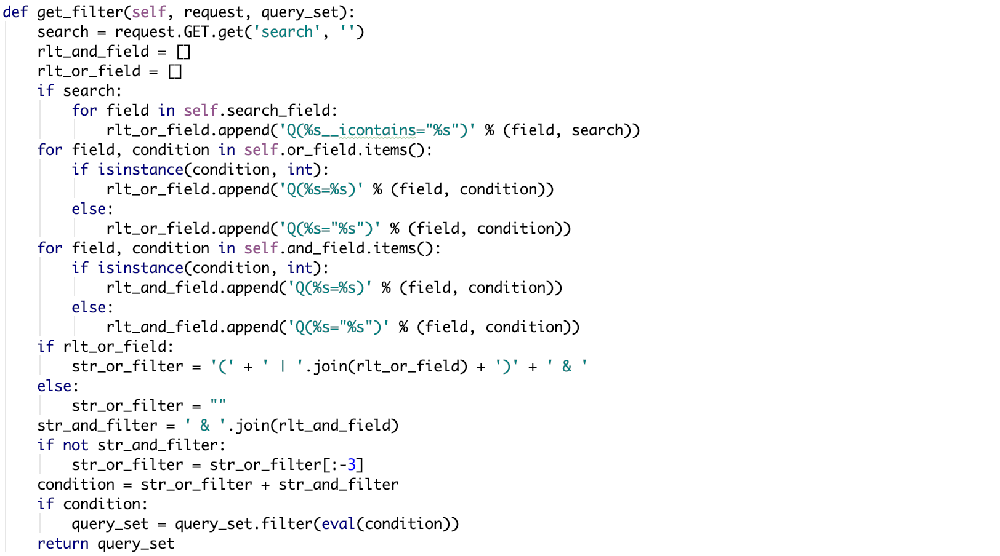 def get_filter(self, request, query_set):
    search = request.GET.get('search', '')
    rlt_and_field = []
    rlt_or_field = []
    if search:
        for field in self.search_field:
            rlt_or_field.append('Q(%s__icontains="%s")' % (field, search))
    for field, condition in self.or_field.items():
        if isinstance(condition, int):
            rlt_or_field.append('Q(%s=%s)' % (field, condition))
        else:
            rlt_or_field.append('Q(%s="%s")' % (field, condition))
    for field, condition in self.and_field.items():
        if isinstance(condition, int):
            rlt_and_field.append('Q(%s=%s)' % (field, condition))
        else:
            rlt_and_field.append('Q(%s="%s")' % (field, condition))
    if rlt_or_field:
        str_or_filter = '(' + ' | '.join(rlt_or_field) + ')' + ' & '
    else:
        str_or_filter = ""
    str_and_filter = ' & '.join(rlt_and_field)
    if not str_and_filter:
        str_or_filter = str_or_filter[:-3]
    condition = str_or_filter + str_and_filter
    if condition:
        query_set = query_set.filter(eval(condition))
    return query_set